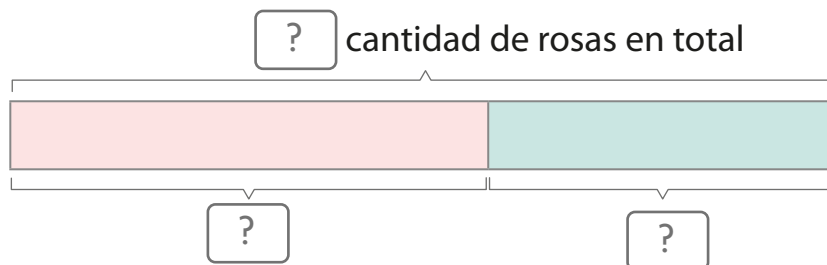 ? cantidad de rosas en total
? ?